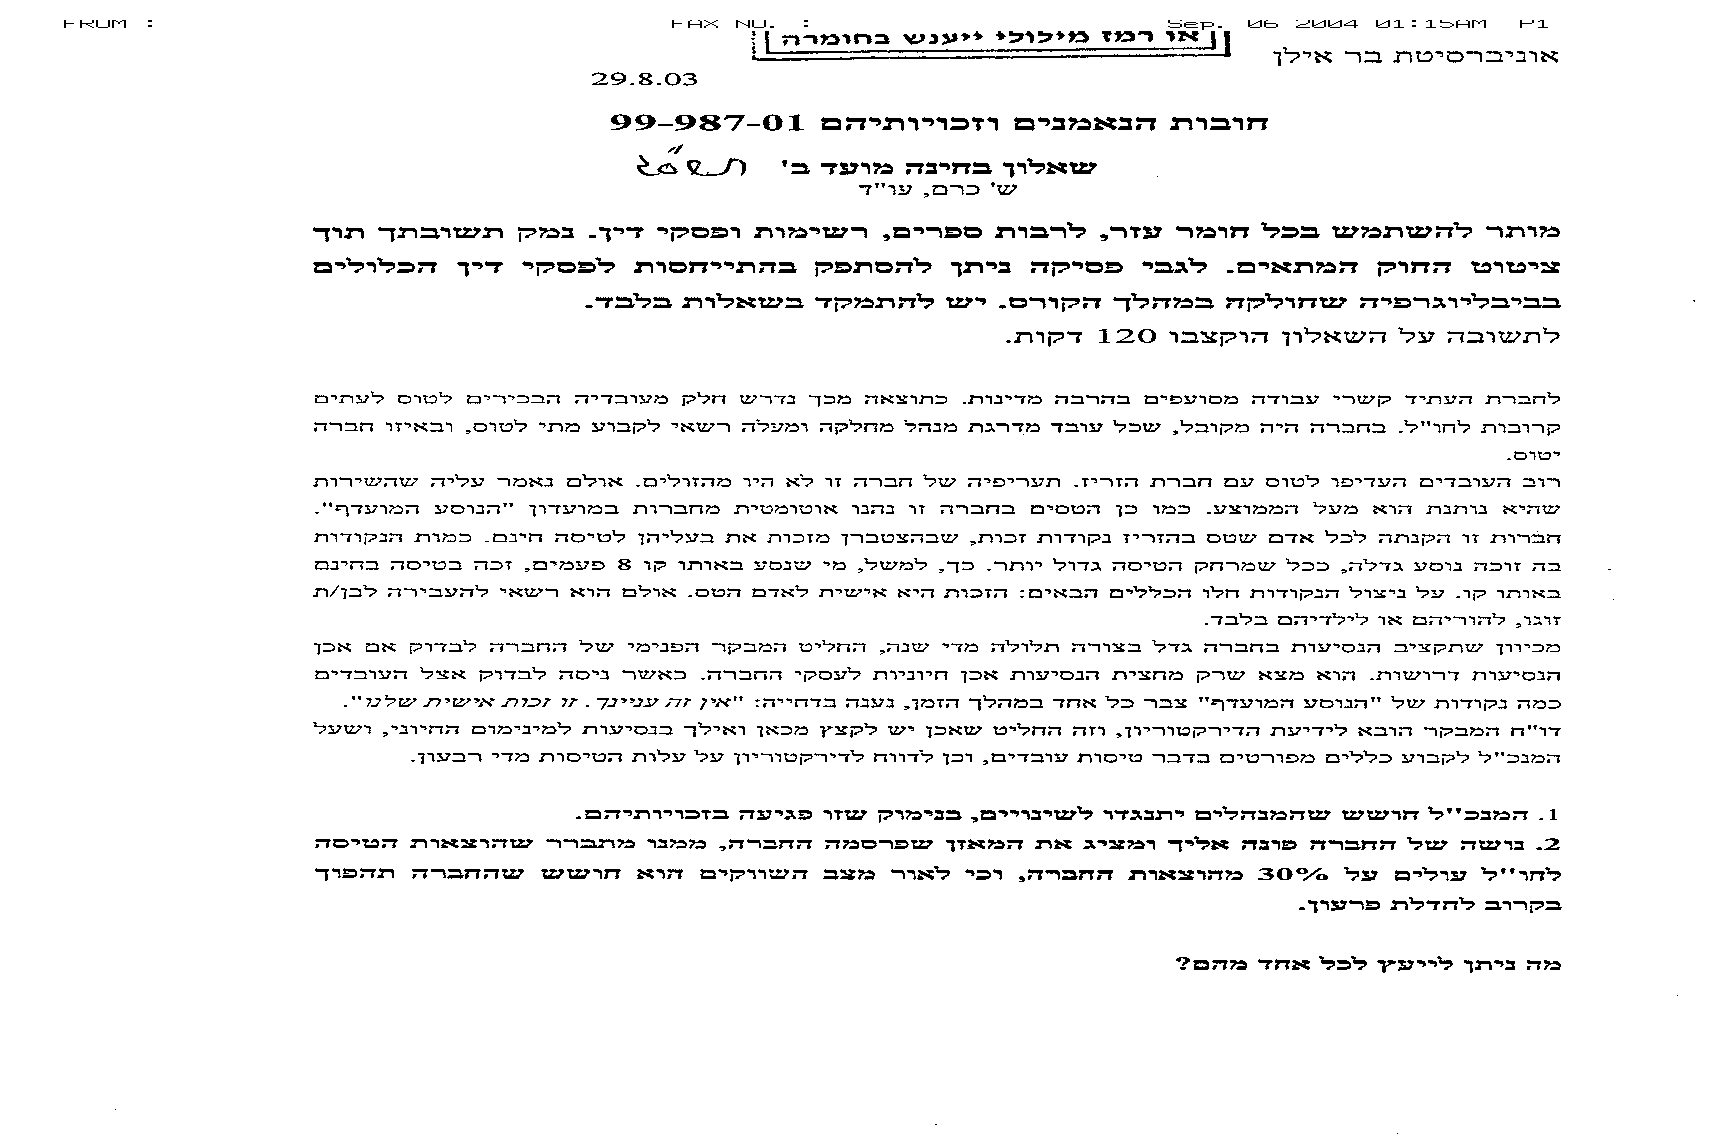 FROM :
FAX NO. :
Sep. 06 2004 01:15AM P1
או רמז מילולי ייענש בחומרה
אוניברסיטת בר אילן
29.8.03
חובות הנאמנים וזכויותיהם 99-987-01
שאלון בחינה מועד ב' תשס"ג
ש' כרם, עו"ד
מותר להשתמש בכל חומר עזר, לרבות ספרים, רשימות ופסקי דין. נמק תשובתך תוך
ציטוט החוק המתאים. לגבי פסיקה ניתן להסתפק בהתייחסות לפסקי דין הכלולים
בביבליוגרפיה שחולקה במהלך הקורס. יש להתמקד בשאלות בלבד.
לתשובה על השאלון הוקצבו 120 דקות.
לחברת העתיד קשרי עבודה מסועפים בהרבה מדינות. כתוצאה מכך נדרש חלק מעובדיה הבכירים לטוס לעתים
קרובות לחו"ל. בחברה היה מקובל, שכל עובד מדרגת מנהל מחלקה ומעלה רשאי לקבוע מתי לטוס, ובאיזו חברה
יטוס.
רוב העובדים העדיפו לטוס עם חברת הזריז. תעריפיה של חברה זו לא היו מהזולים. אולם נאמר עליה שהשירות
שהיא נותנת הוא מעל הממוצע. כמו כן הטסים בחברה זו נהנו אוטומטית מחברות במועדון "הנוסע המועדף".
חברות זו הקנתה לכל אדם שטס בהזריז נקודות זכות, שבהצטברן מזכות את בעליהן לטיסה חינם. כמות הנקודות
בה זוכה נוסע גדלה, ככל שמרחק הטיסה גדול יותר. כך, למשל, מי שנסע באותו קו 8 פעמים, זכה בטיסה בחינם
באותו קו. על ניצול הנקודות חלו הכללים הבאים: הזכות היא אישית לאדם הטס. אולם הוא רשאי להעבירה לבן/ת
זוגו, להוריהם או לילדיהם בלבד.
מכיוון שתקציב הנסיעות בחברה גדל בצורה תלולה מדי שנה, החליט המבקר הפנימי של החברה לבדוק אם אכן
הנסיעות דרושות. הוא מצא שרק מחצית הנסיעות אכן חיוניות לעסקי החברה. כאשר ניסה לבדוק אצל העובדים
כמה נקודות של "הנוסע המועדף" צבר כל אחד במהלך הזמן, נענה בדחייה: "אין זה עניינך. זו זכות אישית שלנו".
דו"ח המבקר הובא לידיעת הדירקטוריון, וזה החליט שאכן יש לקצץ מכאן ואילך בנסיעות למינימום החיוני, ושעל
המנכ"ל לקבוע כללים מפורטים בדבר טיסות עובדים, וכן לדווח לדירקטוריון על עלות הטיסות מדי רבעון.
1. המנכ"ל חושש שהמנהלים יתנגדו לשינויים, בנימוק שזו פגיעה בזכויותיהם.
2. נושה של החברה פונה אליך ומציג את המאזן שפרסמה החברה, ממנו מתברר שהוצאות הטיסה
לחו"ל עולים על 30% מהוצאות החברה, וכי לאור מצב השווקים הוא חושש שהחברה תהפוך
בקרוב לחדלת פרעון.
מה ניתן לייעץ לכל אחד מהם?